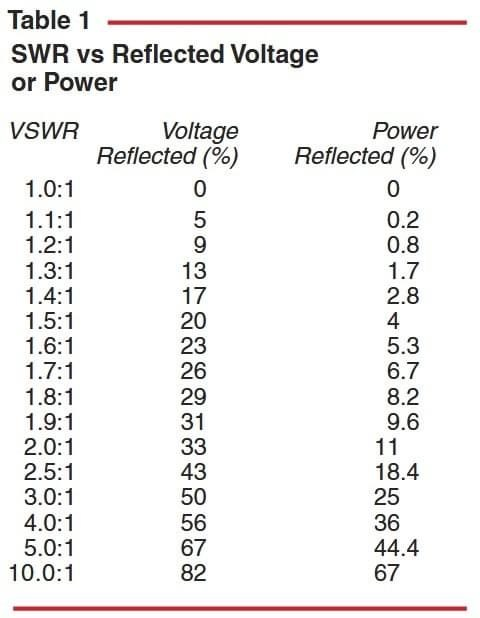 Table 1
SWR vs Reflected Voltage
or Power
VSWR Voltage Power
Reflected (%) Reflected (%)
1.0:1 0 0
1.1:1 5 0.2
1.2:1 9 0.8
1.3:1 13 1.7
1.4:1 17 2.8
1.5:1 20 4
1.6:1 23 5.3
1.7:1 26 6.7
1.8:1 29 8.2
1.9:1 31 9.6
2.0:1 33 11
2.5:1 43 18.4
3.0:1 50 25
4.0:1 56 36
5.0:1 67 44.4
10.0:1 82 67